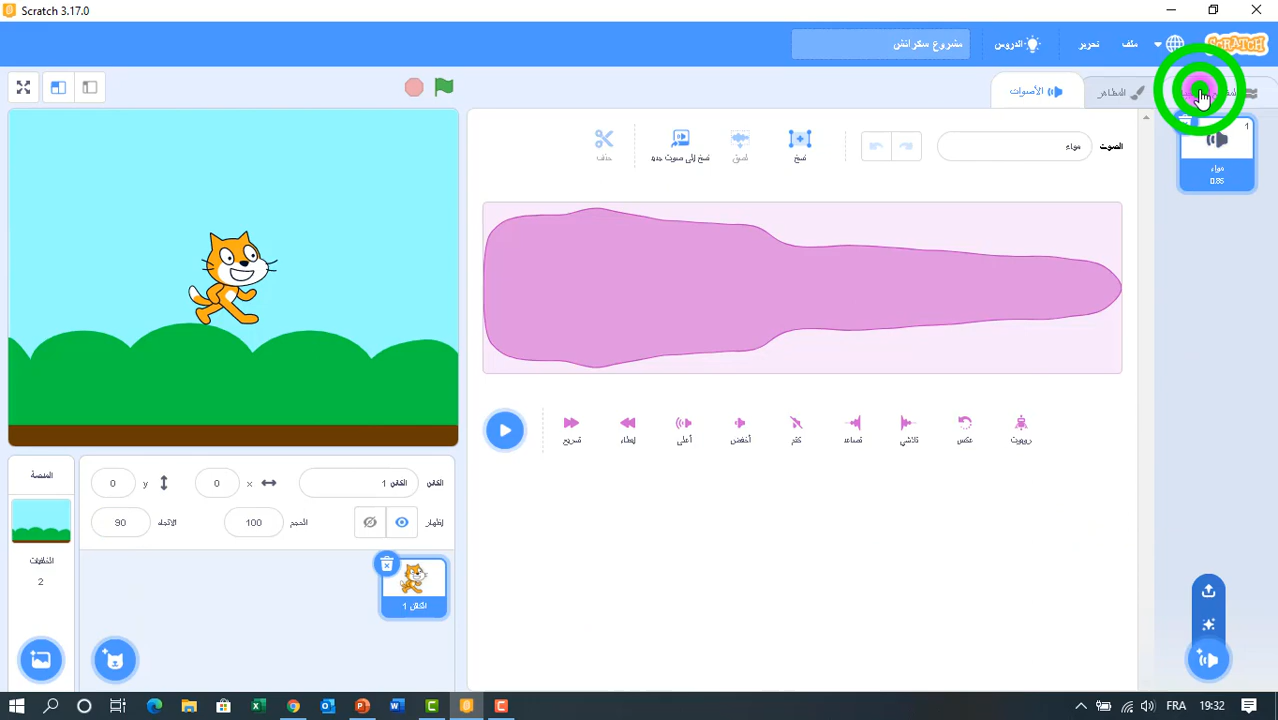 Scratch 3.17.0
SCRATCH
ملف
تحرير
الدروس
مشروع سكراتش
المظاهر
الأصوات
1
مواء
0.85
الصوت
مواء
نسخ
لصق
نسخ إلى صوت جديد
حذف
تسريع
إبطاء
أعلى
أخفض
كتم
تصاعد
تلاشي
عكس
روبوت
الكائن
الكائن 1
x
0
y
0
إظهار
الحجم
100
الاتجاه
90
الكائن 1
المنصة
الخلفيات
2
FRA
19:32